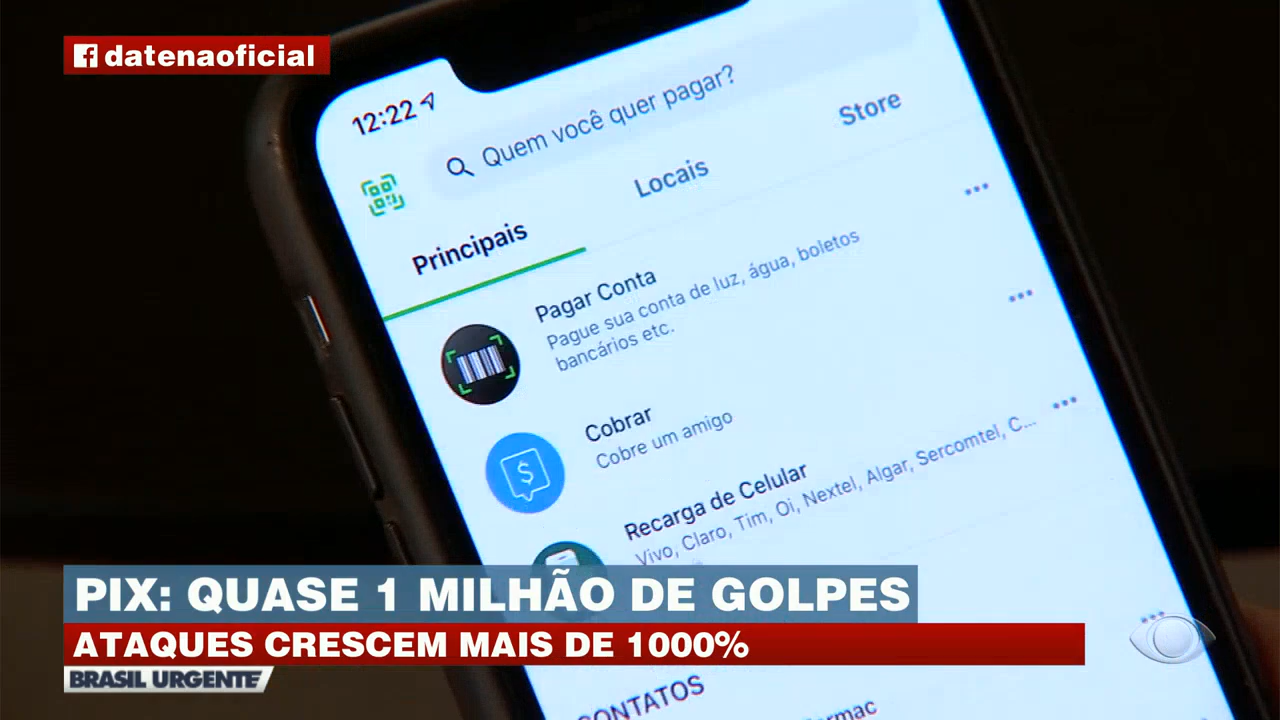 datenaoficial
12:22
Quem você quer pagar?
Principais
Locais
Store
Pagar Conta
Pague sua conta de luz, água, boletos
bancários etc.
Cobrar
Cobre um amigo
Recarga de Celular
Vivo, Claro, Tim, Oi, Nextel, Algar, Sercomtel, C...
PIX: QUASE 1 MILHÃO DE GOLPES
ATAQUES CRESCEM MAIS DE 1000%
BRASIL URGENTE
CONTATOS